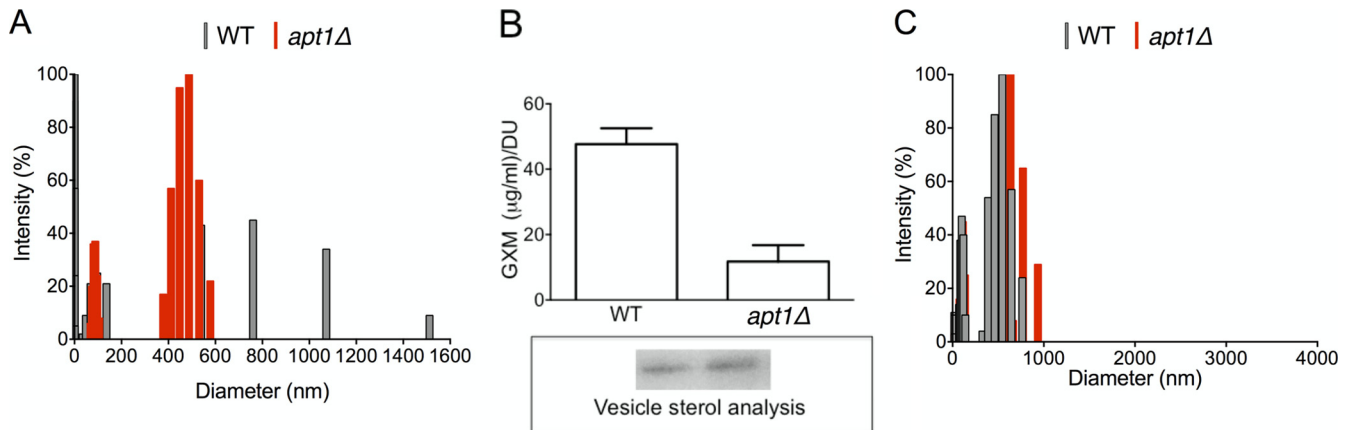 A
WT apt1Δ
Intensity (%)
100
80
60
40
20
0
0 200 400 600 800 1000 1200 1400 1600
Diameter (nm)
B
GXM (μg/ml)/DU
60
40
20
0
WT apt1Δ
Vesicle sterol analysis
C
WT apt1Δ
Intensity (%)
100
80
60
40
20
0
0 1000 2000 3000 4000
Diameter (nm)